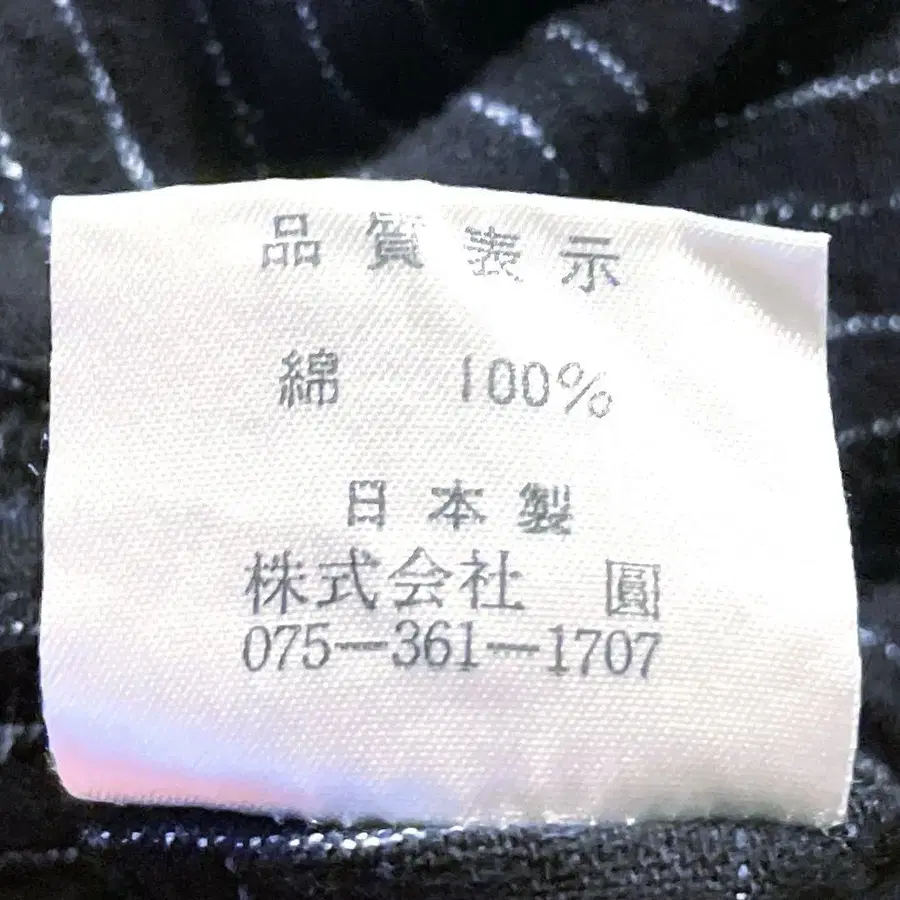 品質表示
綿 100%
日本製
株式会社 圓
075-361-1707